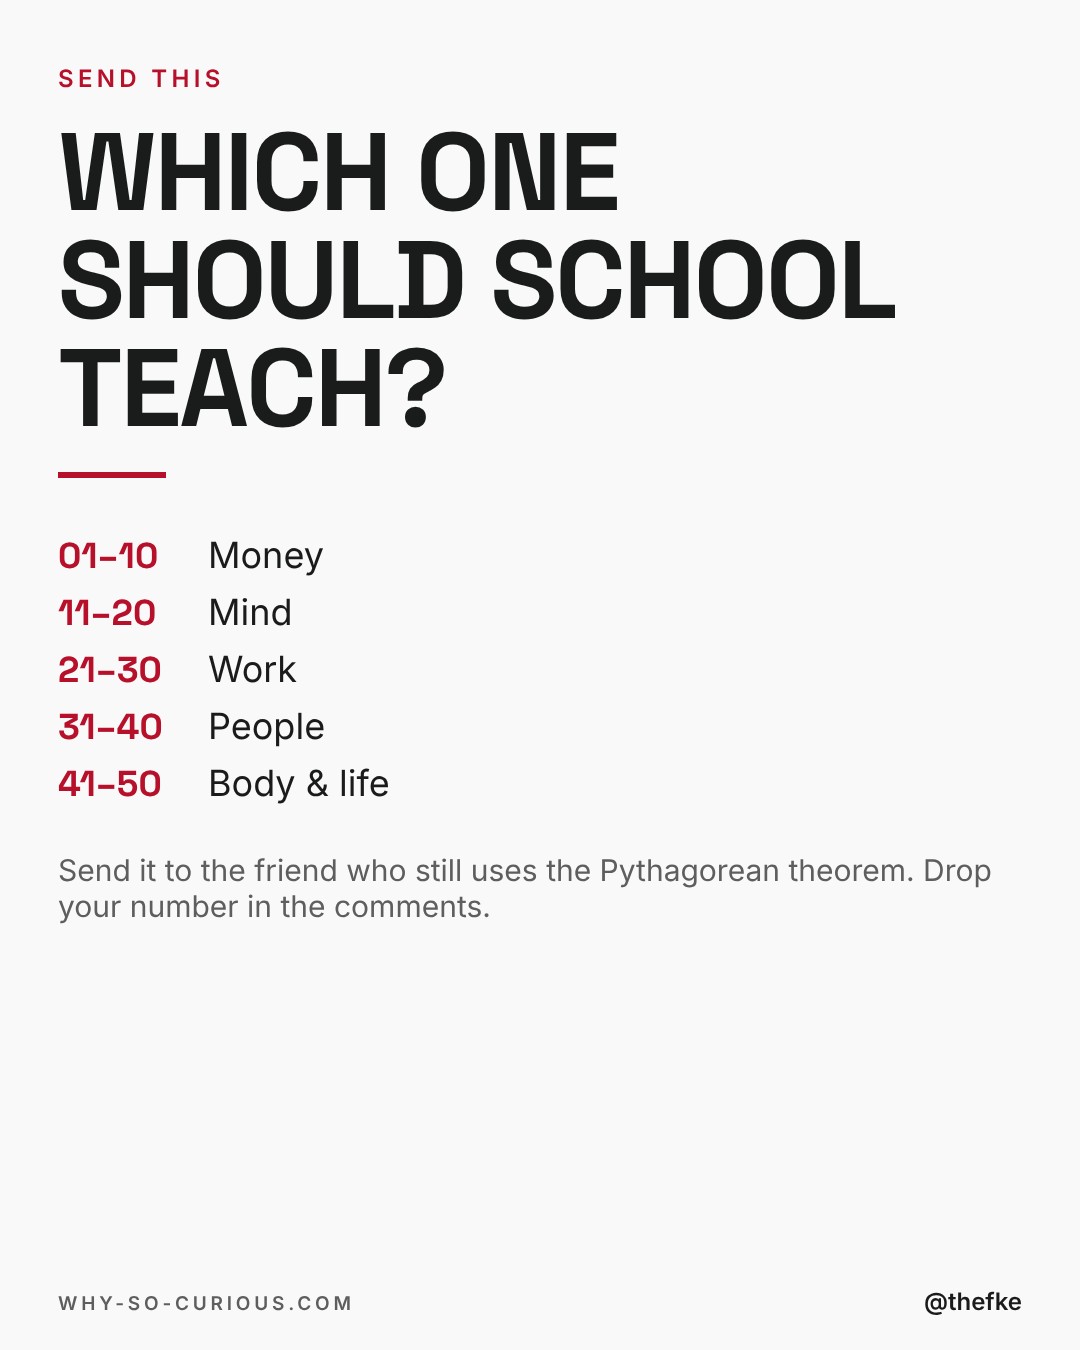 SEND THIS
WHICH ONE
SHOULD SCHOOL
TEACH?
01–10 Money
11–20 Mind
21–30 Work
31–40 People
41–50 Body & life
Send it to the friend who still uses the Pythagorean theorem. Drop
your number in the comments.
WHY-SO-CURIOUS.COM
@thefke